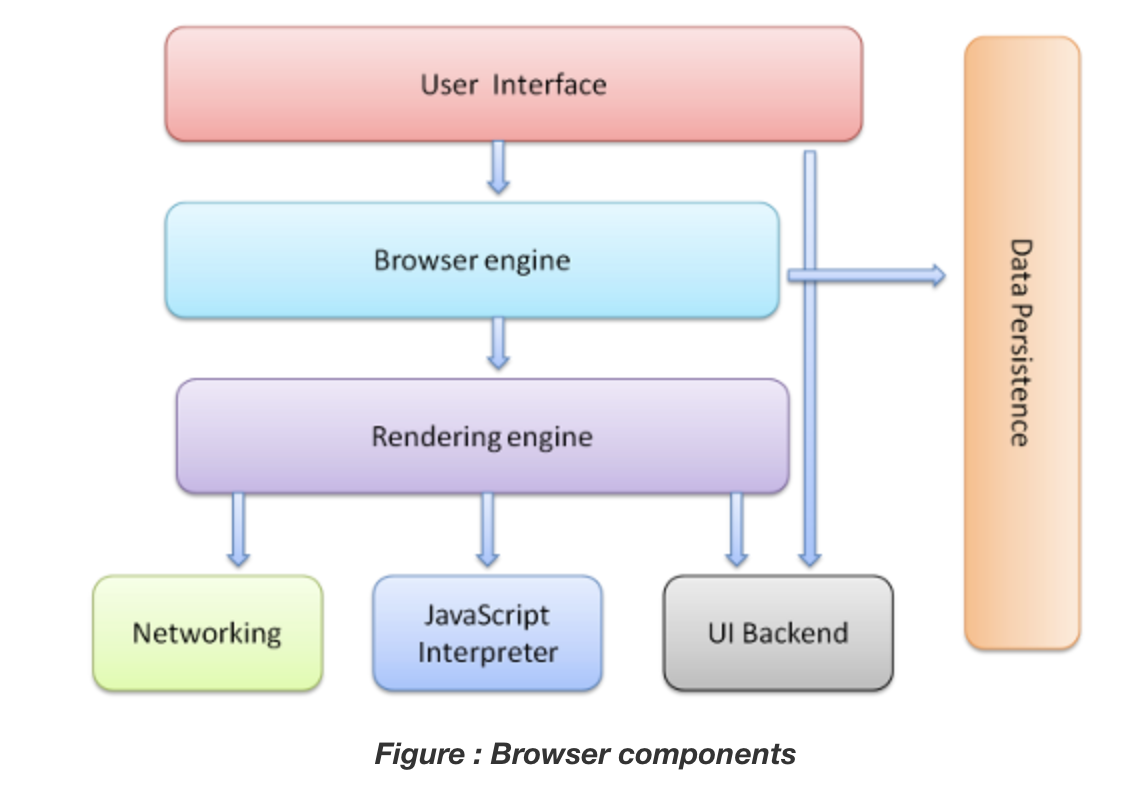 User Interface
Browser engine
Data Persistence
Rendering engine
Networking
JavaScript
Interpreter
UI Backend
Figure : Browser components